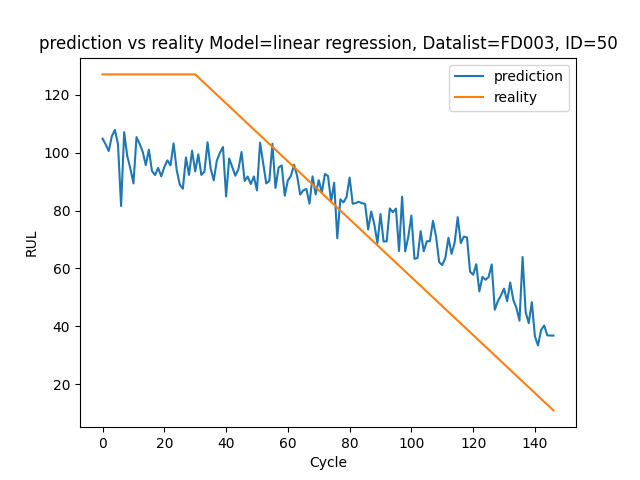 prediction vs reality Model=linear regression, Datalist=FD003, ID=50
prediction
reality
120
100
80
60
40
20
RUL
0 20 40 60 80 100 120 140
Cycle